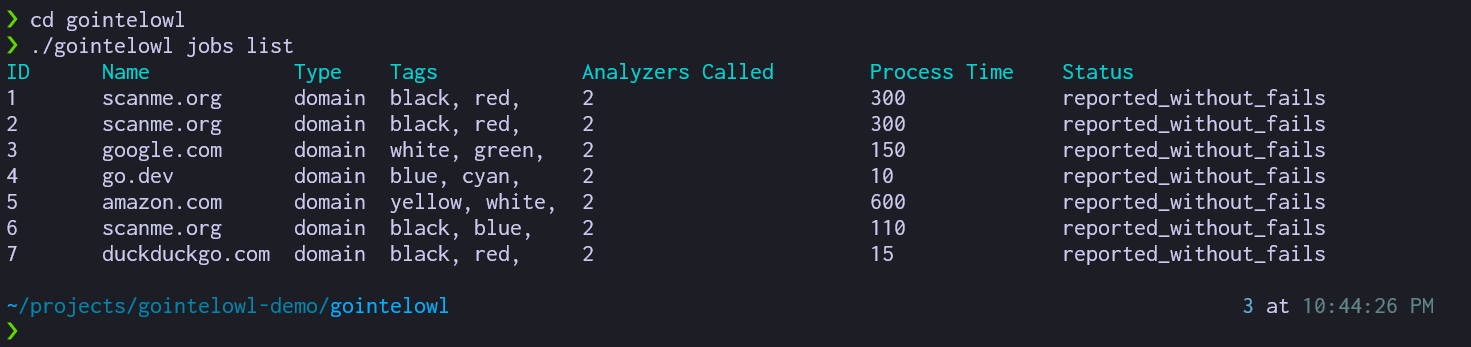 ❯ cd gointelowl
❯ ./gointelowl jobs list
ID      Name        Type    Tags            Analyzers Called        Process Time    Status
1       scanme.org      domain  black, red,     2                       300             reported_without_fails
2       scanme.org      domain  black, red,     2                       300             reported_without_fails
3       google.com      domain  white, green,   2                       150             reported_without_fails
4       go.dev          domain  blue, cyan,     2                       10              reported_without_fails
5       amazon.com      domain  yellow, white,  2                       600             reported_without_fails
6       scanme.org      domain  black, blue,    2                       110             reported_without_fails
7       duckduckgo.com  domain  black, red,     2                       15              reported_without_fails
~/projects/gointelowl-demo/gointelowl                                   3 at 10:44:26 PM
❯